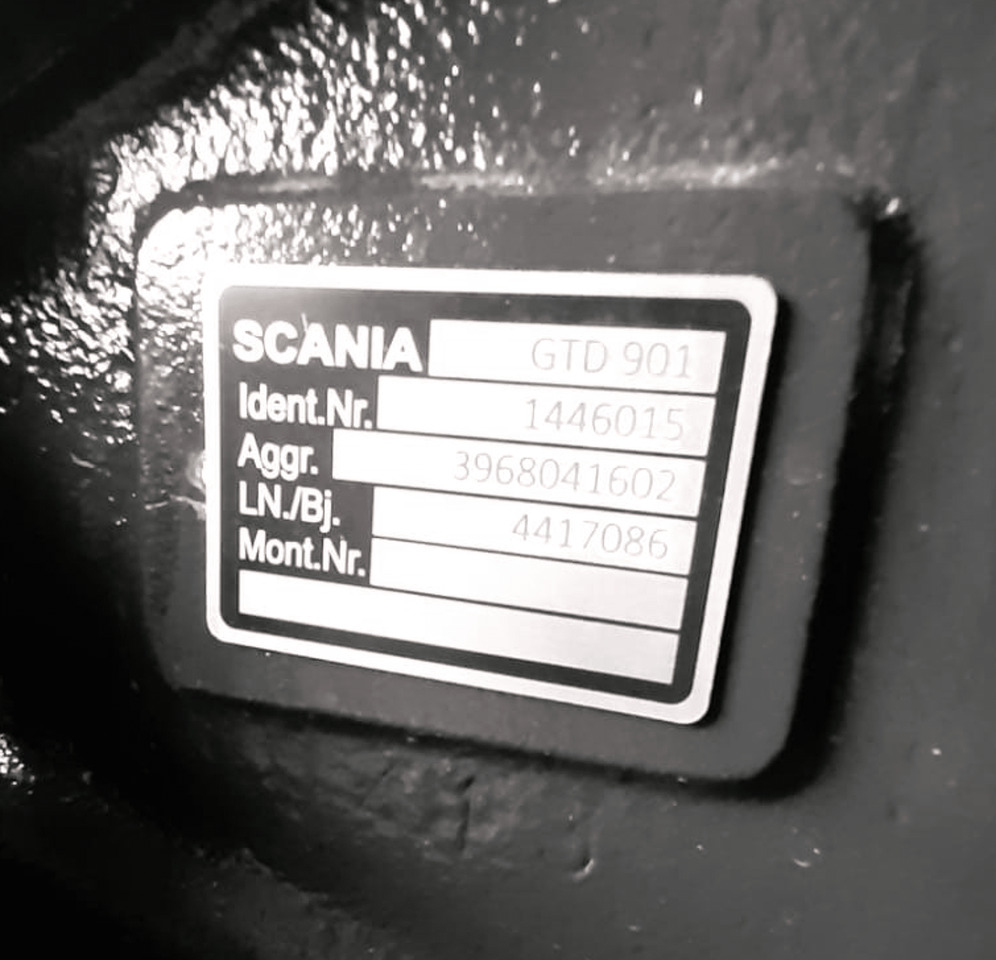 SCANIA GTD 901
Ident.Nr. 1446015
Aggr. 3968041602
LN./Bj. 4417086
Mont.Nr.